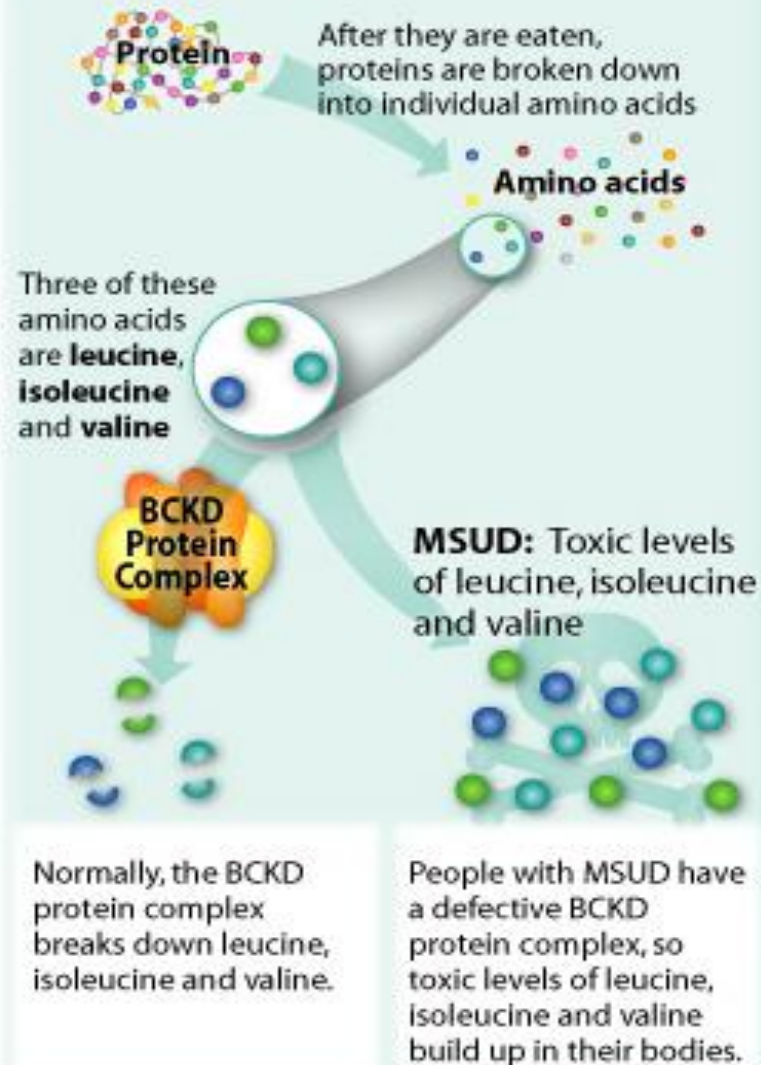 Protein
After they are eaten,
proteins are broken down
into individual amino acids
Amino acids
Three of these
amino acids
are leucine,
isoleucine
and valine
BCKD
Protein
Complex
MSUD: Toxic levels
of leucine, isoleucine
and valine
Normally, the BCKD
protein complex
breaks down leucine,
isoleucine and valine.
People with MSUD have
a defective BCKD
protein complex, so
toxic levels of leucine,
isoleucine and valine
build up in their bodies.